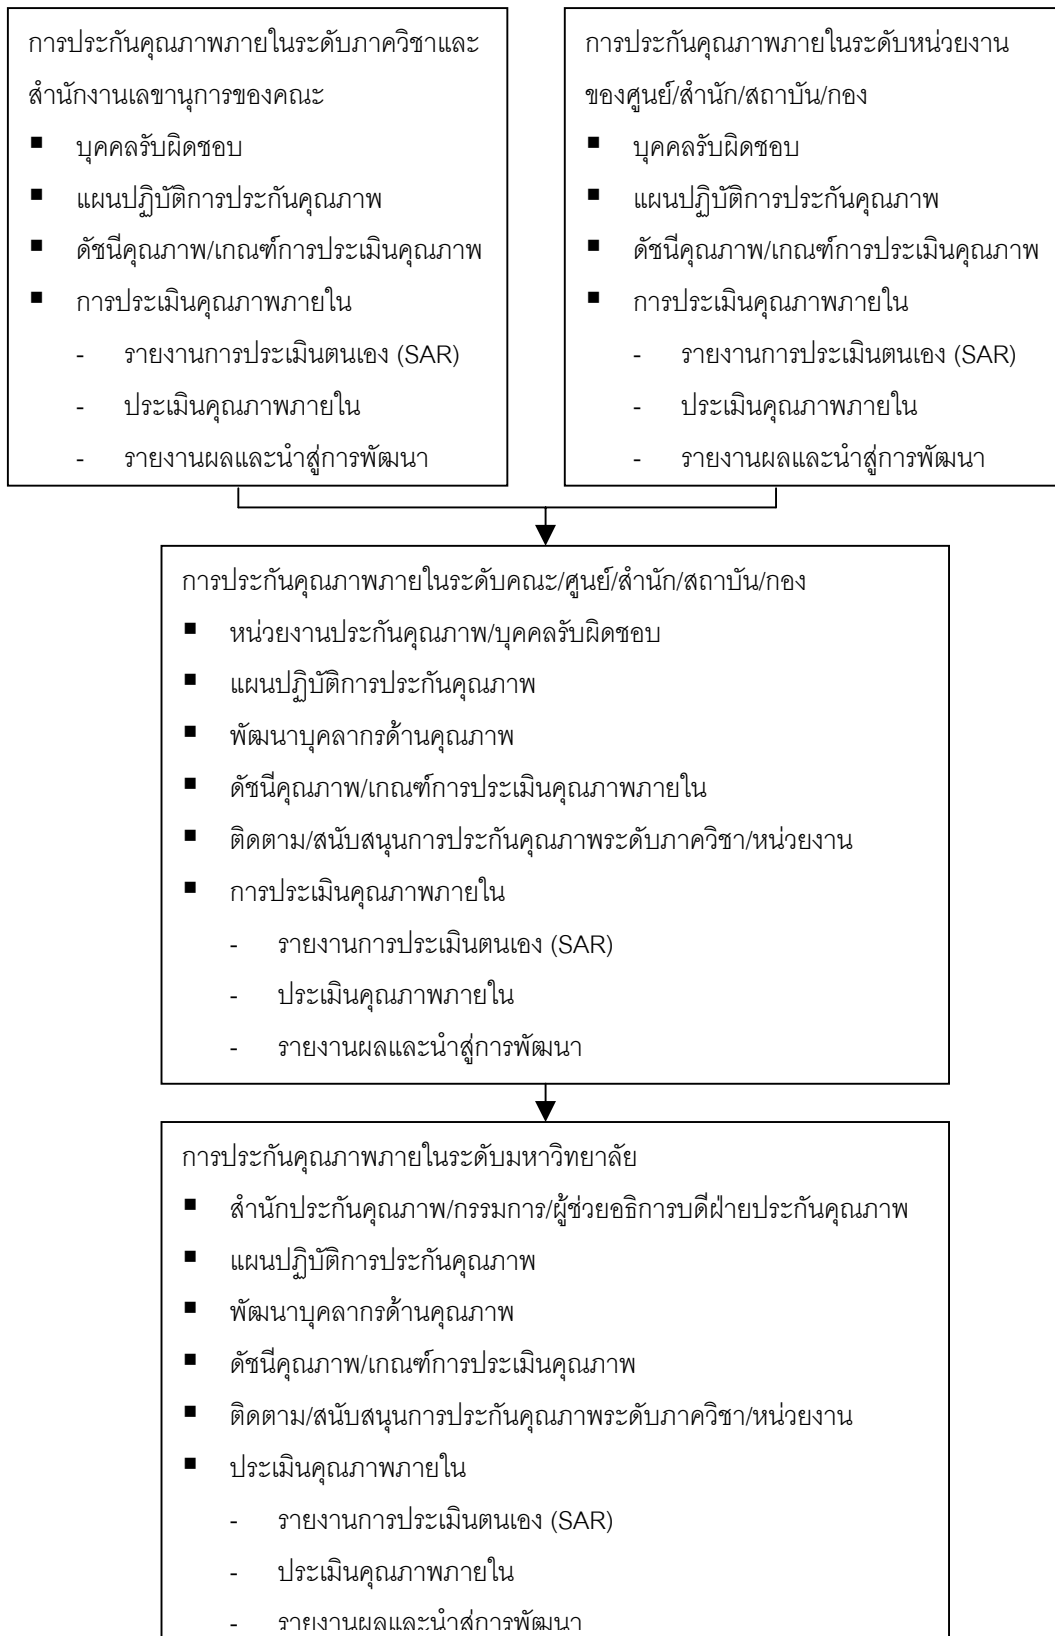 การประกันคุณภาพภายในระดับภาควิชาและ
สำนักงานเลขานุการของคณะ
▪ บุคคลรับผิดชอบ
▪ แผนปฏิบัติการประกันคุณภาพ
▪ ดัชนีคุณภาพ/เกณฑ์การประเมินคุณภาพ
▪ การประเมินคุณภาพภายใน
- รายงานการประเมินตนเอง (SAR)
- ประเมินคุณภาพภายใน
- รายงานผลและนำสู่การพัฒนา
การประกันคุณภาพภายในระดับหน่วยงาน
ของศูนย์/สำนัก/สถาบัน/กอง
▪ บุคคลรับผิดชอบ
▪ แผนปฏิบัติการประกันคุณภาพ
▪ ดัชนีคุณภาพ/เกณฑ์การประเมินคุณภาพ
▪ การประเมินคุณภาพภายใน
- รายงานการประเมินตนเอง (SAR)
- ประเมินคุณภาพภายใน
- รายงานผลและนำสู่การพัฒนา
การประกันคุณภาพภายในระดับคณะ/ศูนย์/สำนัก/สถาบัน/กอง
▪ หน่วยงานประกันคุณภาพ/บุคคลรับผิดชอบ
▪ แผนปฏิบัติการประกันคุณภาพ
▪ พัฒนาบุคลากรด้านคุณภาพ
▪ ดัชนีคุณภาพ/เกณฑ์การประเมินคุณภาพภายใน
▪ ติดตาม/สนับสนุนการประกันคุณภาพระดับภาควิชา/หน่วยงาน
▪ การประเมินคุณภาพภายใน
- รายงานการประเมินตนเอง (SAR)
- ประเมินคุณภาพภายใน
- รายงานผลและนำสู่การพัฒนา
การประกันคุณภาพภายในระดับมหาวิทยาลัย
▪ สำนักประกันคุณภาพ/กรรมการ/ผู้ช่วยอธิการบดีฝ่ายประกันคุณภาพ
▪ แผนปฏิบัติการประกันคุณภาพ
▪ พัฒนาบุคลากรด้านคุณภาพ
▪ ดัชนีคุณภาพ/เกณฑ์การประเมินคุณภาพ
▪ ติดตาม/สนับสนุนการประกันคุณภาพระดับภาควิชา/หน่วยงาน
▪ ประเมินคุณภาพภายใน
- รายงานการประเมินตนเอง (SAR)
- ประเมินคุณภาพภายใน
- รายงานผลและนำสู่การพัฒนา